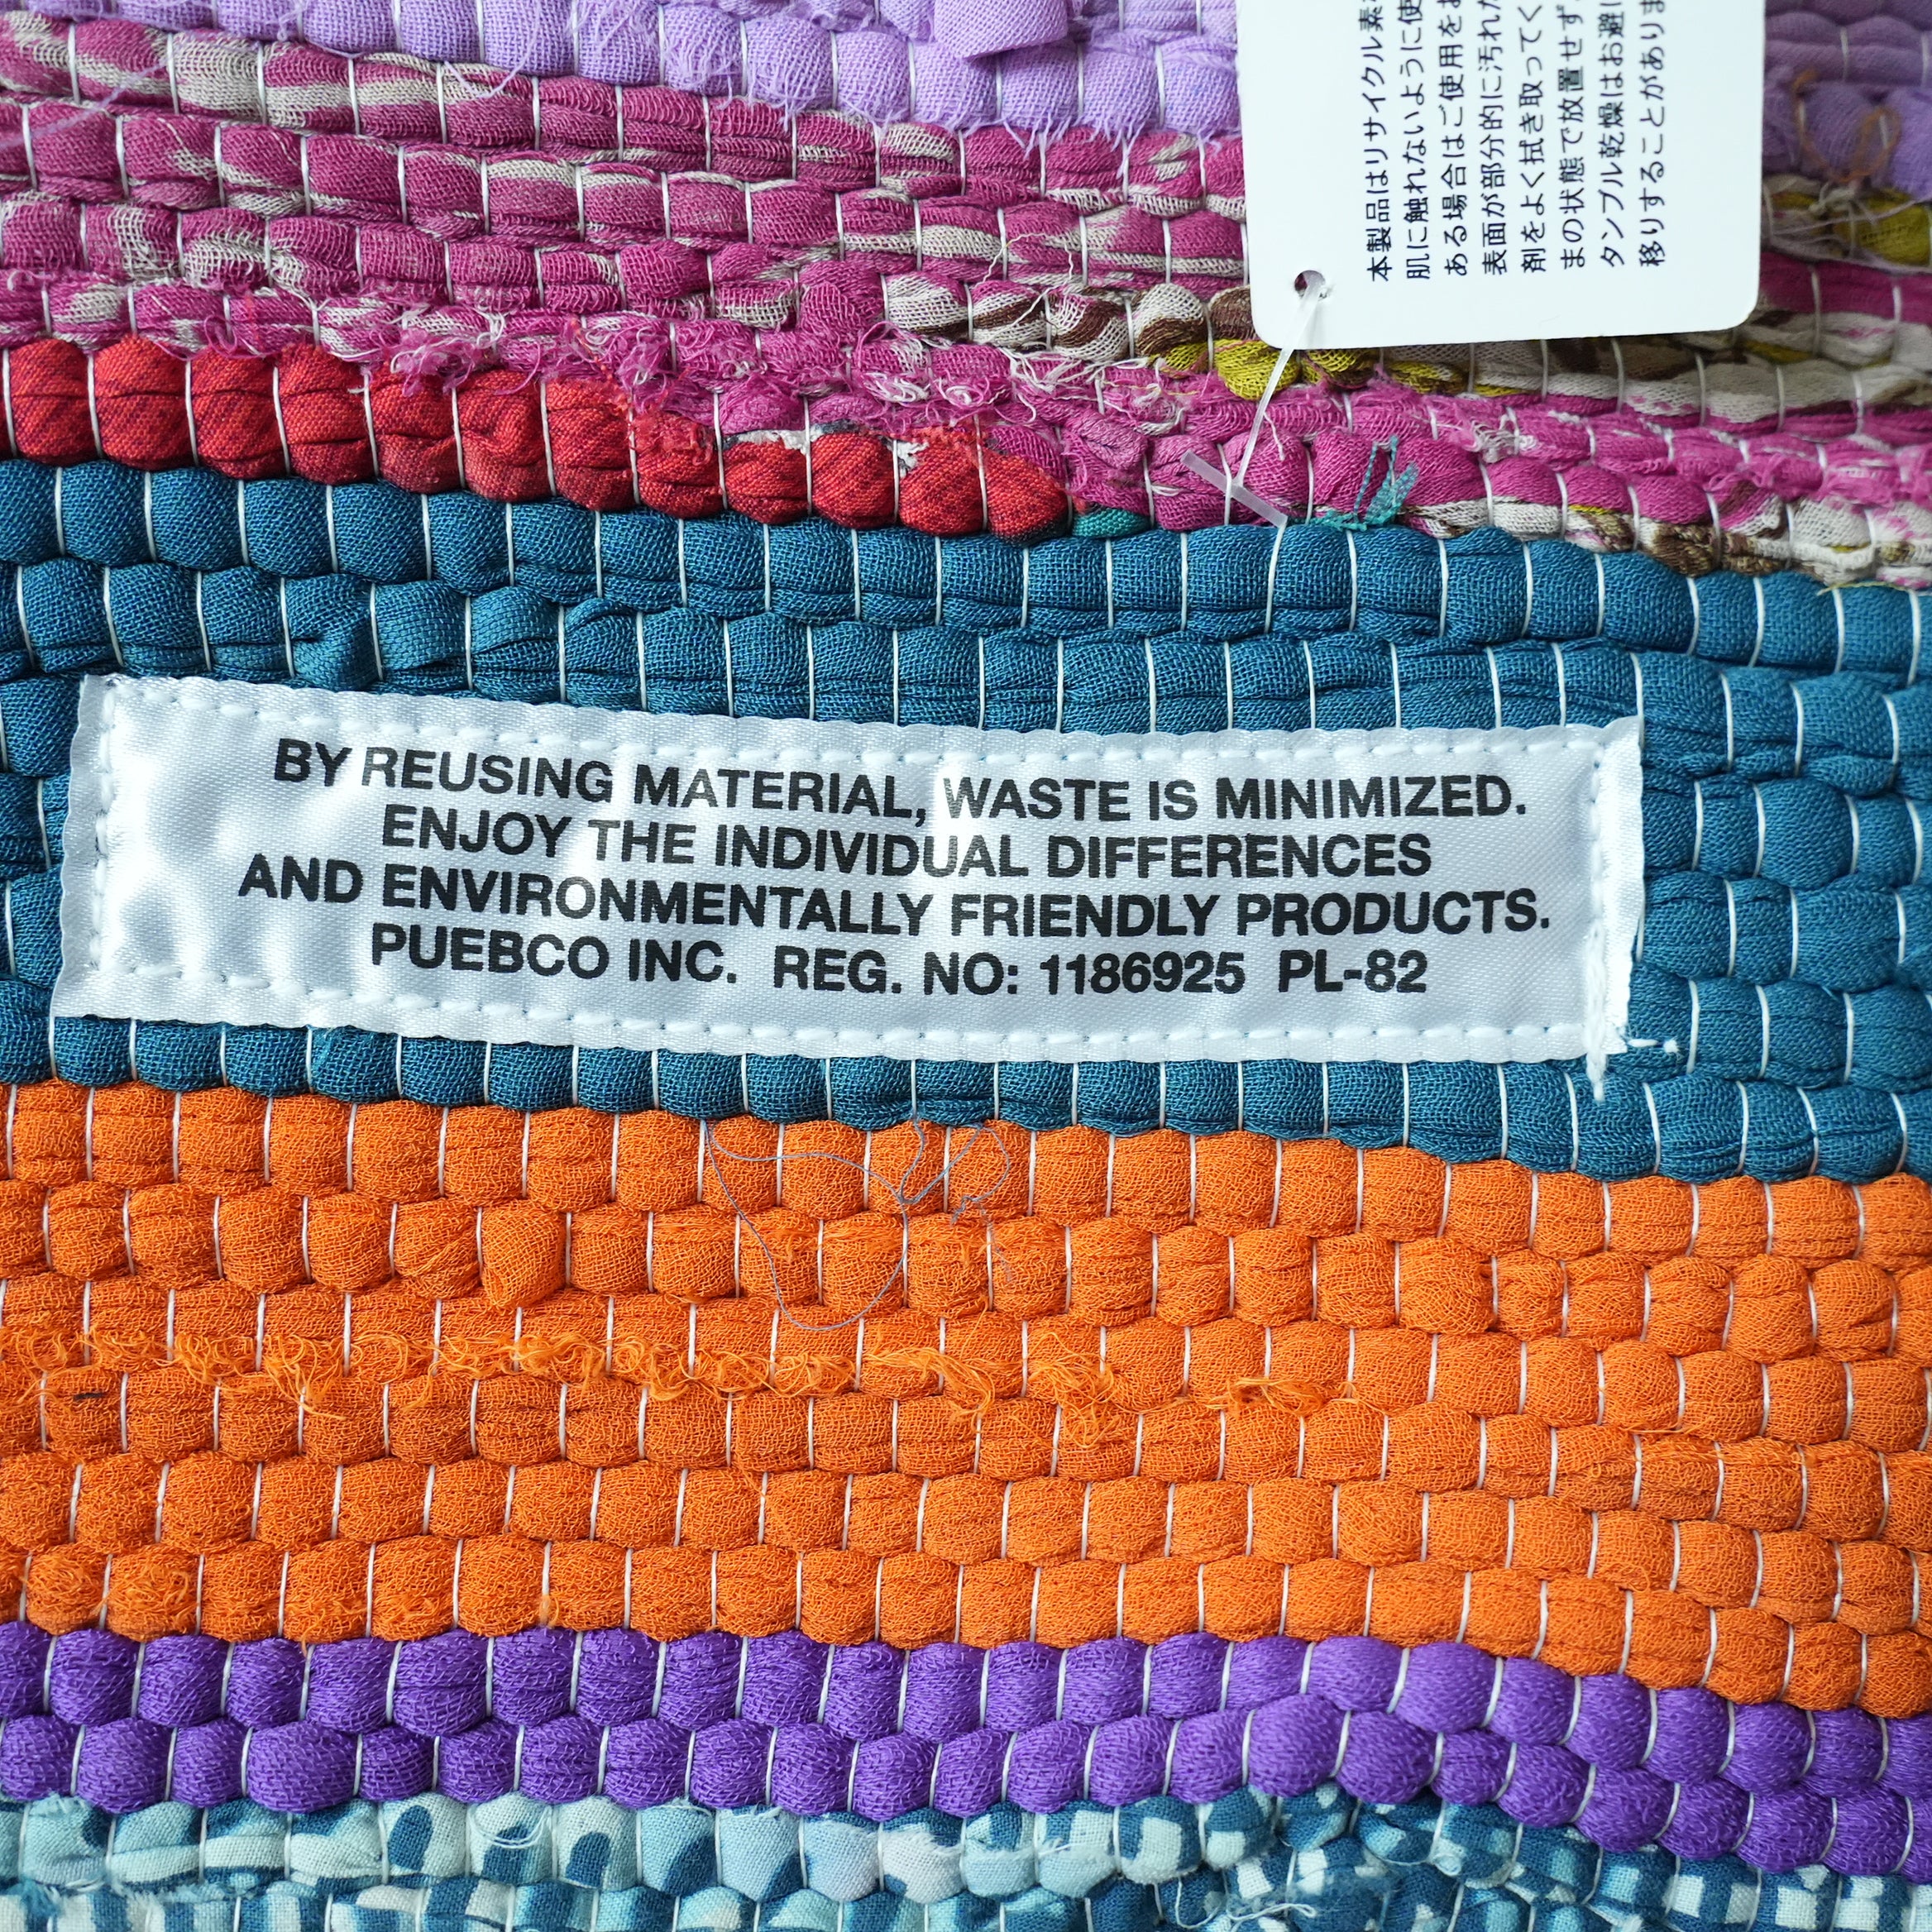 BY REUSING MATERIAL, WASTE IS MINIMIZED.
ENJOY THE INDIVIDUAL DIFFERENCES
AND ENVIRONMENTALLY FRIENDLY PRODUCTS.
PUEBCO INC. REG. NO: 1186925 PL-82
本製品はリサイクル素
肌に触れないように使
ある場合はご使用をお
表面が部分的に汚れた
剤をよく拭き取ってく
まの状態で放置せず
タンブル乾燥はお避け
移りすることがありま